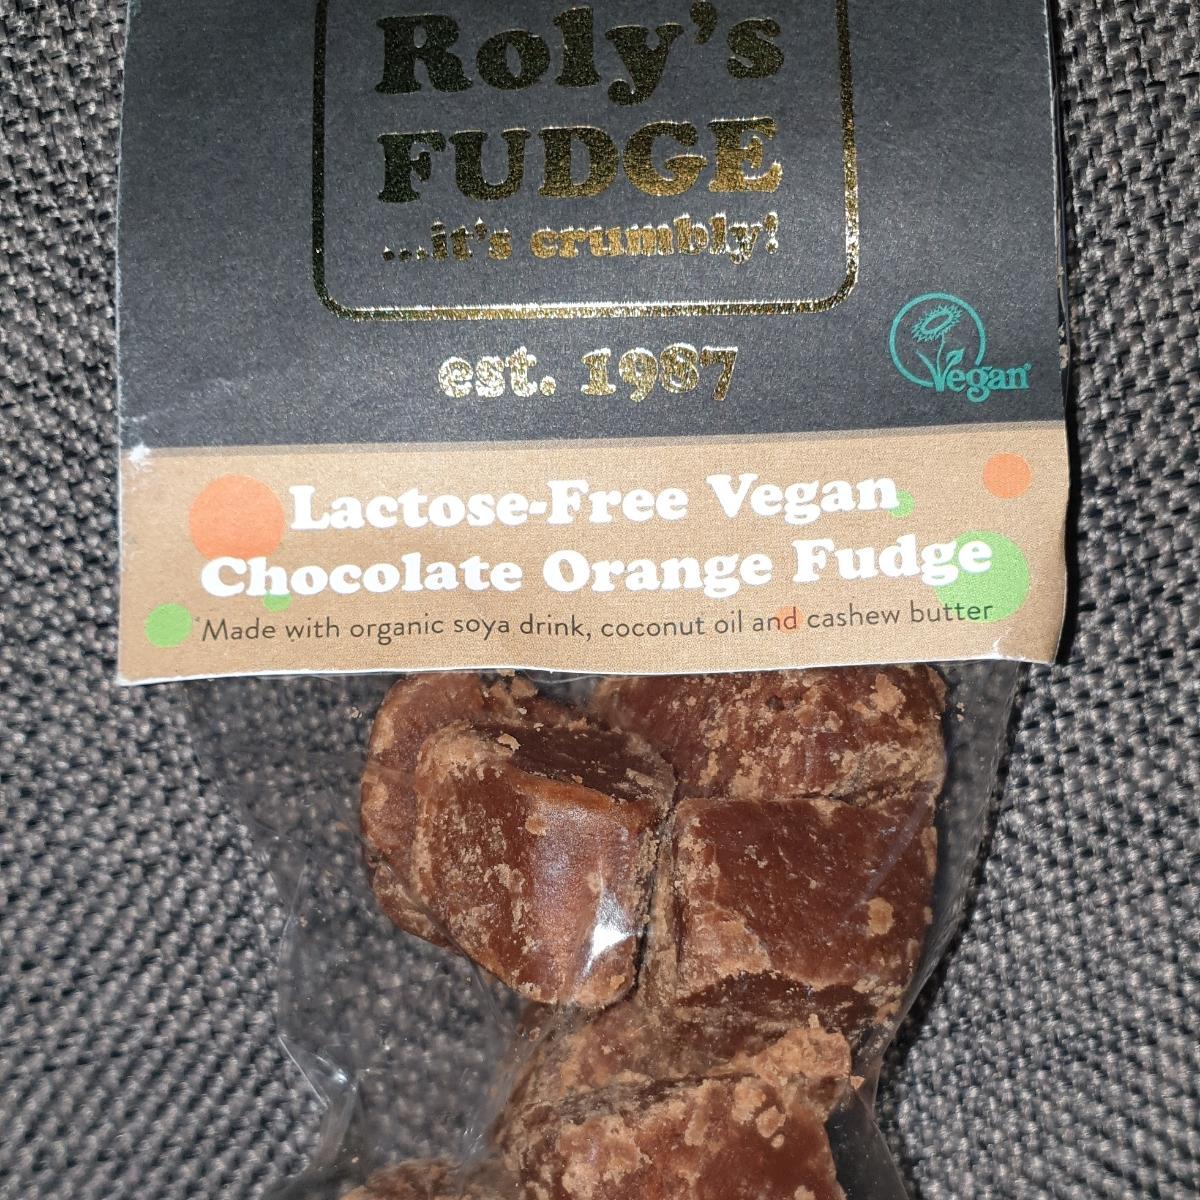 Roly's
FUDGE
...it's crumbly!
est. 1987
Vegan
Lactose-Free Vegan
Chocolate Orange Fudge
*Made with organic soya drink, coconut oil and cashew butter